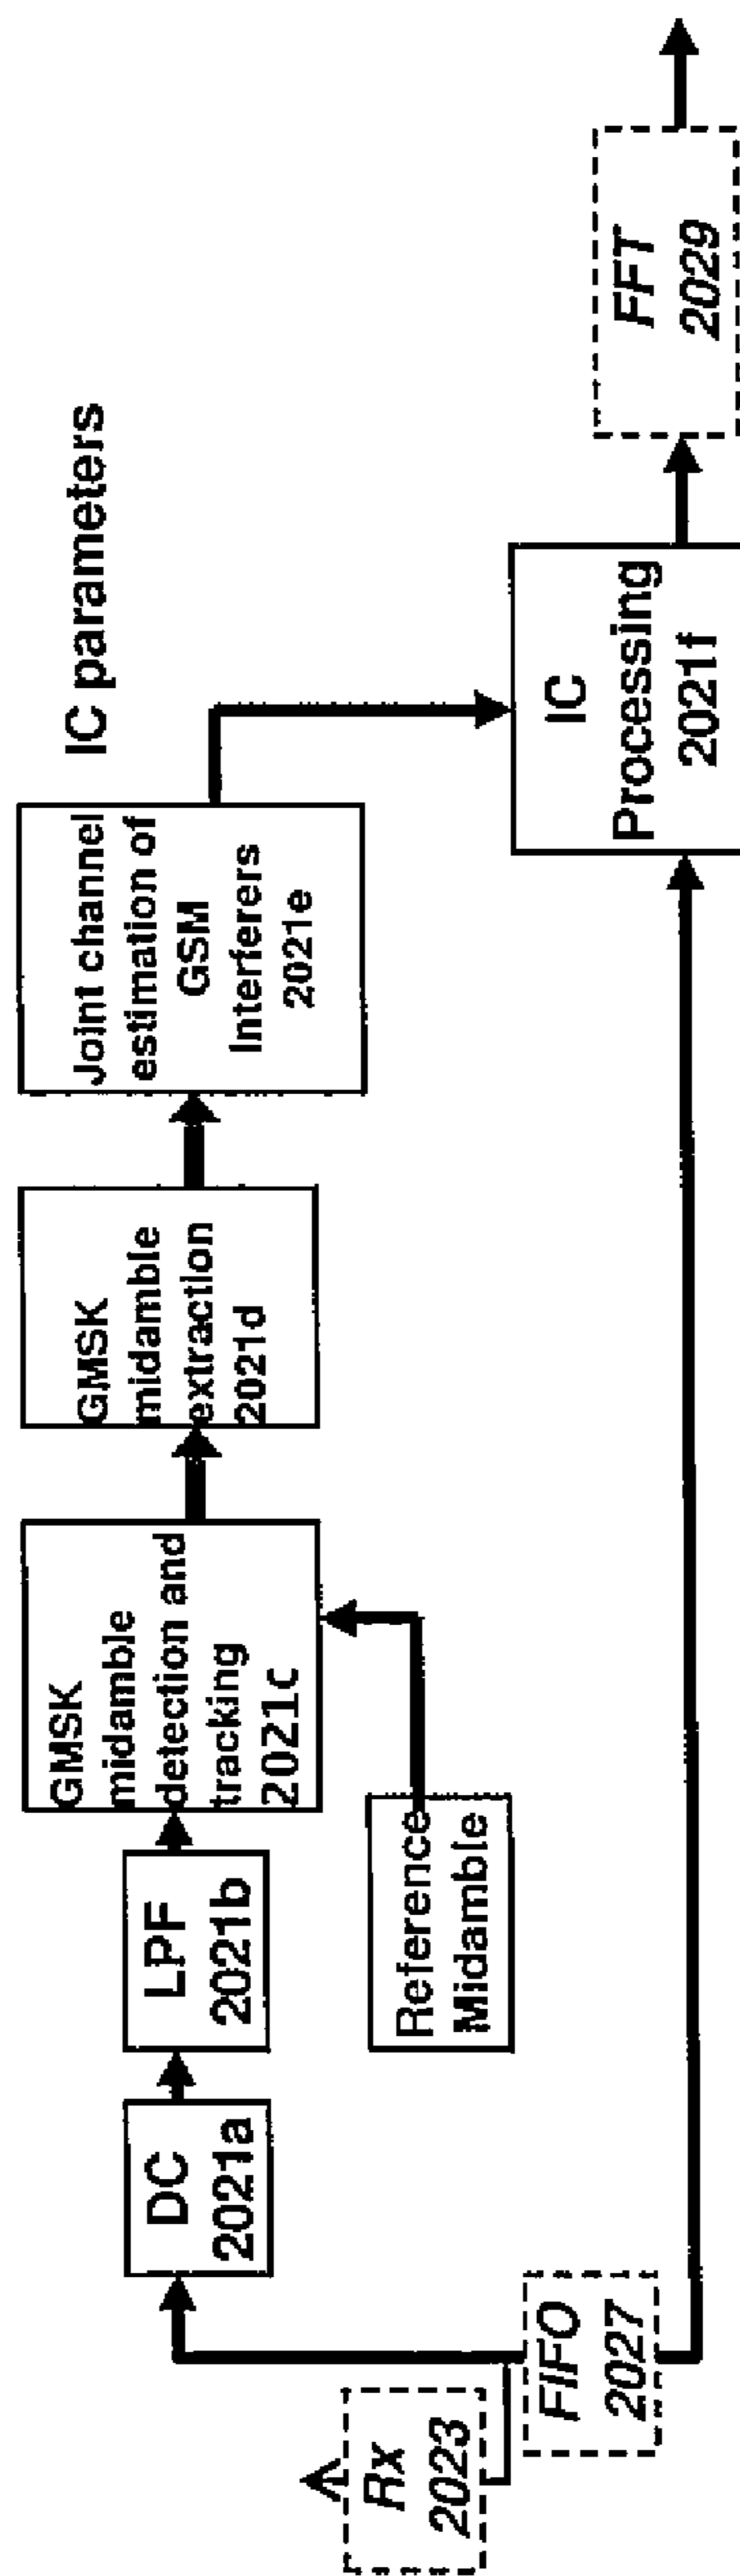 Rx
2023
FIFO
2027
DC
2021a
LPF
2021b
Reference
Midamble
GMSK
midamble
detection and
tracking
2021c
GMSK
midamble
extraction
2021d
Joint channel
estimation of
GSM
Interferers
2021e
IC parameters
IC
Processing
2021f
FFT
2029